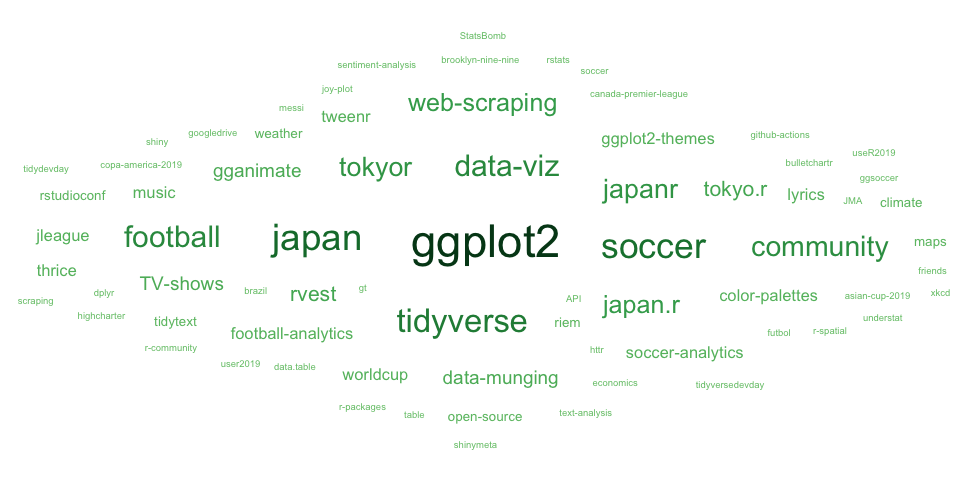 StatsBomb
sentiment-analysis brooklyn-nine-nine rstats
soccer
joy-plot canada-premier-league
messi web-scraping
tweenr
googledrive weather ggplot2-themes github-actions
shiny
tidydevday copa-america-2019 gganimate tokyor data-viz bulletchartr useR2019
ggsoccer
rstudioconf music japanr tokyo.r lyrics JMA climate
jleague football japan ggplot2 soccer community maps
thrice friends
scraping dplyr TV-shows brazil rvest gt API japan.r color-palettes asian-cup-2019 xkcd
highcharter tidytext tidyverse riem understat
football-analytics futbol r-spatial
r-community httr soccer-analytics
user2019 data.table worldcup data-munging economics tidyversedevday
r-packages table open-source text-analysis
shinymeta